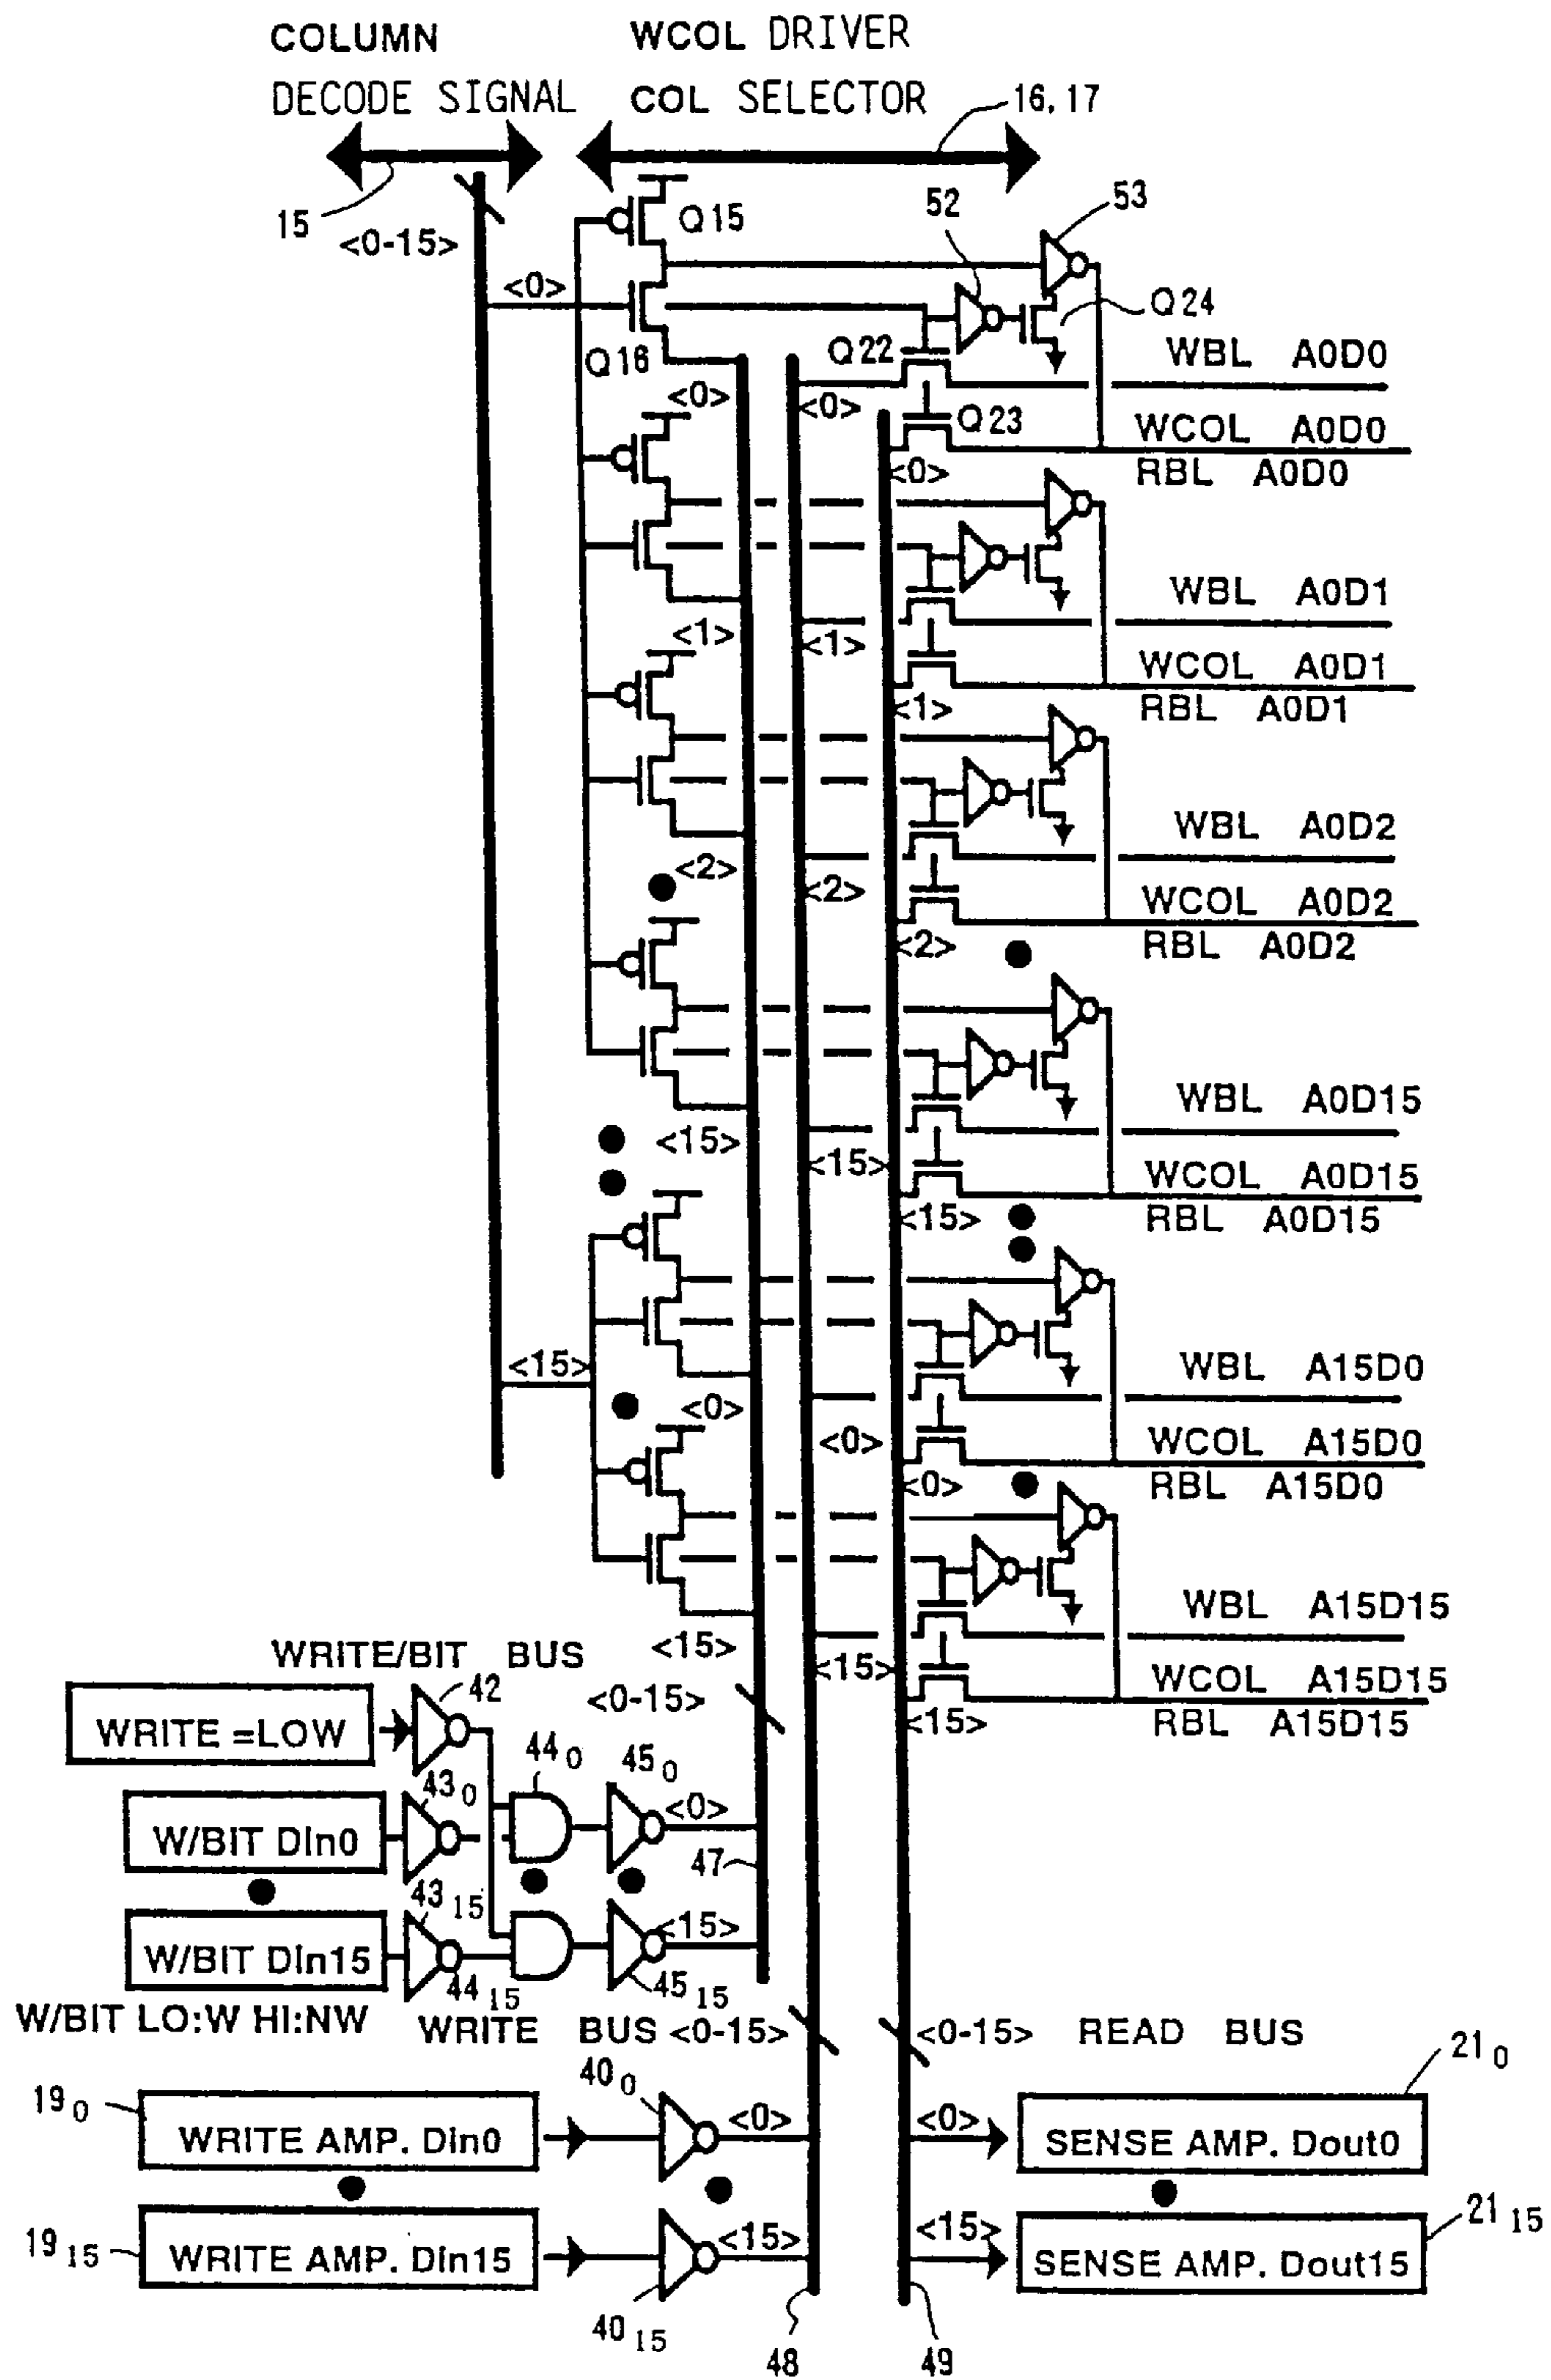 COLUMN WCOL DRIVER
DECODE SIGNAL COL SELECTOR 16,17
15 <0-15> Q15 52 53
<0> Q24
Q16 Q22 WBL A0D0
<0> <0> Q23 WCOL A0D0
<0> RBL A0D0
WBL A0D1
<1> <1> WCOL A0D1
<1> RBL A0D1
WBL A0D2
<2> <2> WCOL A0D2
<2> RBL A0D2
WBL A0D15
<15> <15> WCOL A0D15
<15> RBL A0D15
<15> WBL A15D0
<0> <0> WCOL A15D0
<0> RBL A15D0
WBL A15D15
<15> <15> WCOL A15D15
<15> RBL A15D15
WRITE/BIT BUS
42 <0-15>
WRITE =LOW
43 0 44 0 45 0 <0>
W/BIT DIn0
47
43 15 <15>
W/BIT DIn15
44 15 45 15
W/BIT LO:W HI:NW
WRITE BUS <0-15> <0-15> READ BUS
19 0 40 0 <0> <0> 21 0
WRITE AMP. DIn0 SENSE AMP. Dout0
19 15 <15> <15> 21 15
WRITE AMP. DIn15 SENSE AMP. Dout15
40 15
48 49